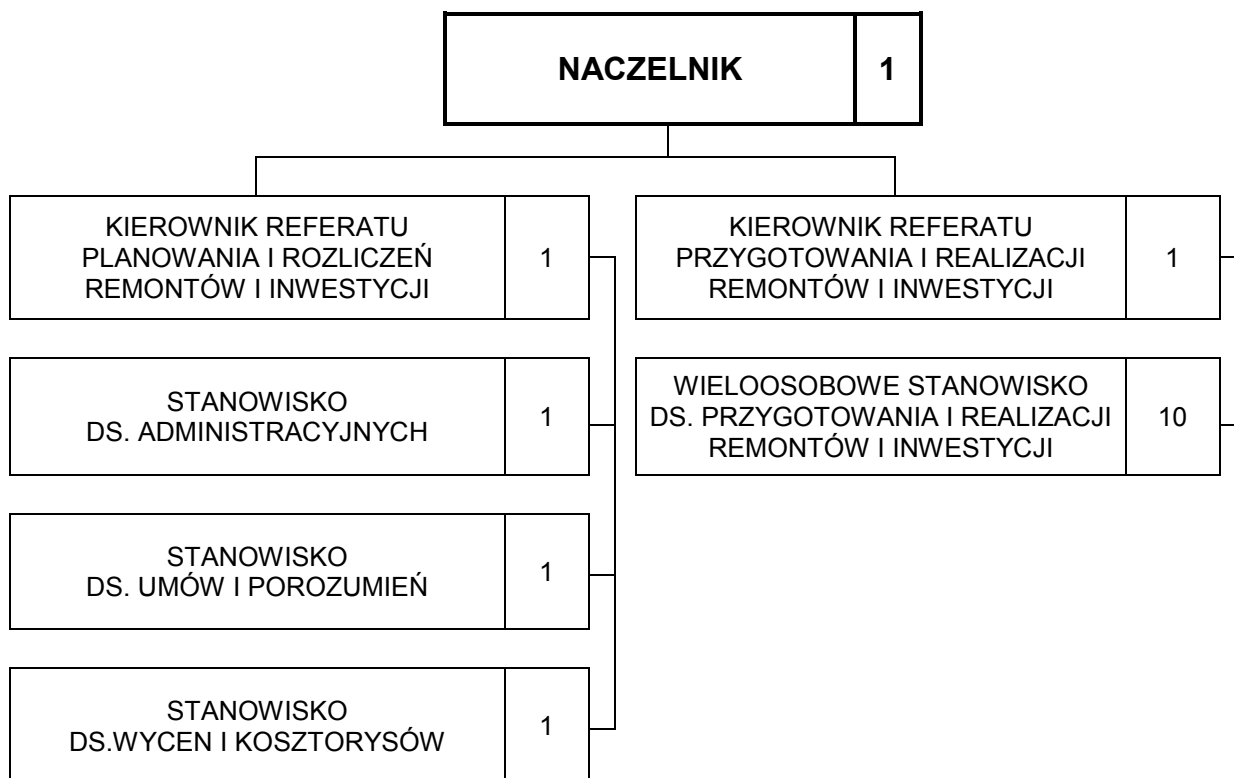 NACZELNIK 1
KIEROWNIK REFERATU
PLANOWANIA I ROZLICZEŃ
REMONTÓW I INWESTYCJI
1
KIEROWNIK REFERATU
PRZYGOTOWANIA I REALIZACJI
REMONTÓW I INWESTYCJI
1
STANOWISKO
DS. ADMINISTRACYJNYCH
1
WIELOOSOBOWE STANOWISKO
DS. PRZYGOTOWANIA I REALIZACJI
REMONTÓW I INWESTYCJI
10
STANOWISKO
DS. UMÓW I POROZUMIEŃ
1
STANOWISKO
DS.WYCEN I KOSZTORYSÓW
1